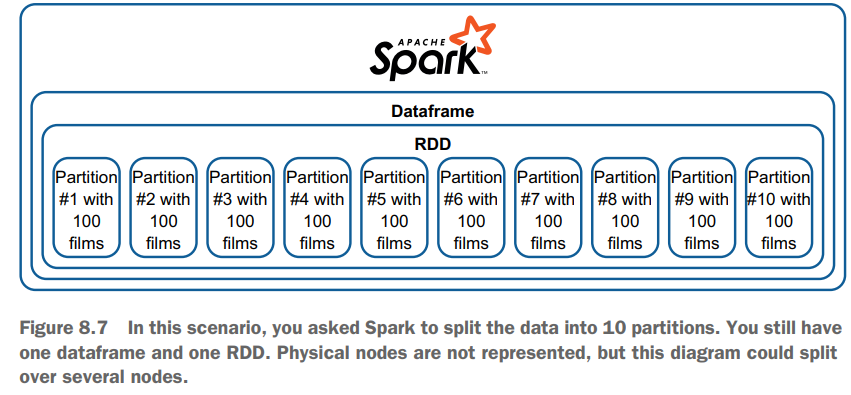 APACHE
Spark™
Dataframe
RDD
Partition
#1 with
100
films
Partition
#2 with
100
films
Partition
#3 with
100
films
Partition
#4 with
100
films
Partition
#5 with
100
films
Partition
#6 with
100
films
Partition
#7 with
100
films
Partition
#8 with
100
films
Partition
#9 with
100
films
Partition
#10 with
100
films
Figure 8.7 In this scenario, you asked Spark to split the data into 10 partitions. You still have
one dataframe and one RDD. Physical nodes are not represented, but this diagram could split
over several nodes.